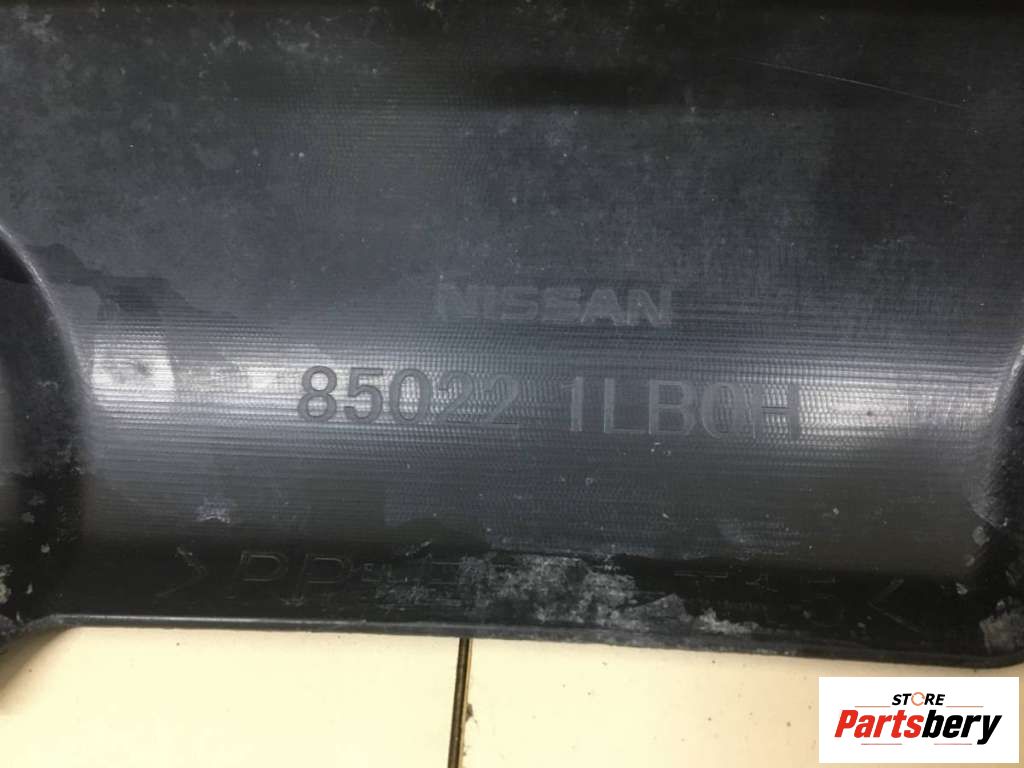 NISSAN
85022 1LB0H
STORE
Partsbery